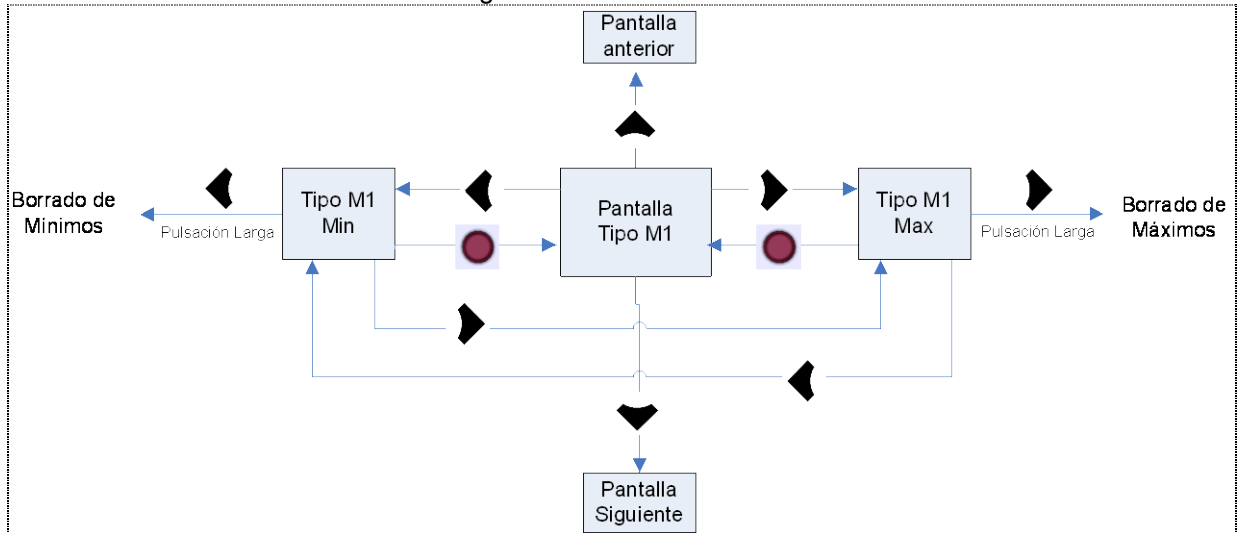 g
Pantalla
anterior
Borrado de
Mínimos
Pulsación Larga
Tipo M1
Min
Pantalla
Tipo M1
Tipo M1
Max
Pulsación Larga
Borrado de
Máximos
Pantalla
Siguiente